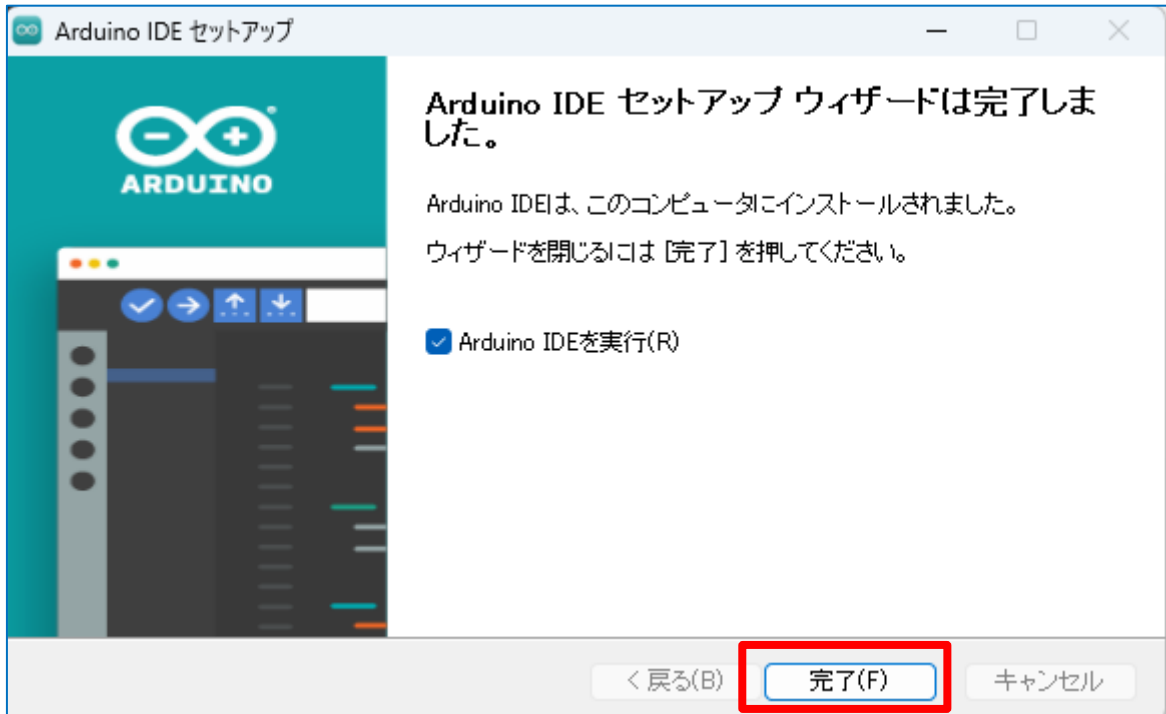 Arduino IDE セットアップ
ARDUINO
Arduino IDE セットアップ ウィザードは完了しま
した。
Arduino IDEは、このコンピュータにインストールされました。
ウィザードを閉じるには [完了] を押してください。
Arduino IDEを実行(R)
< 戻る(B)
完了(F)
キャンセル